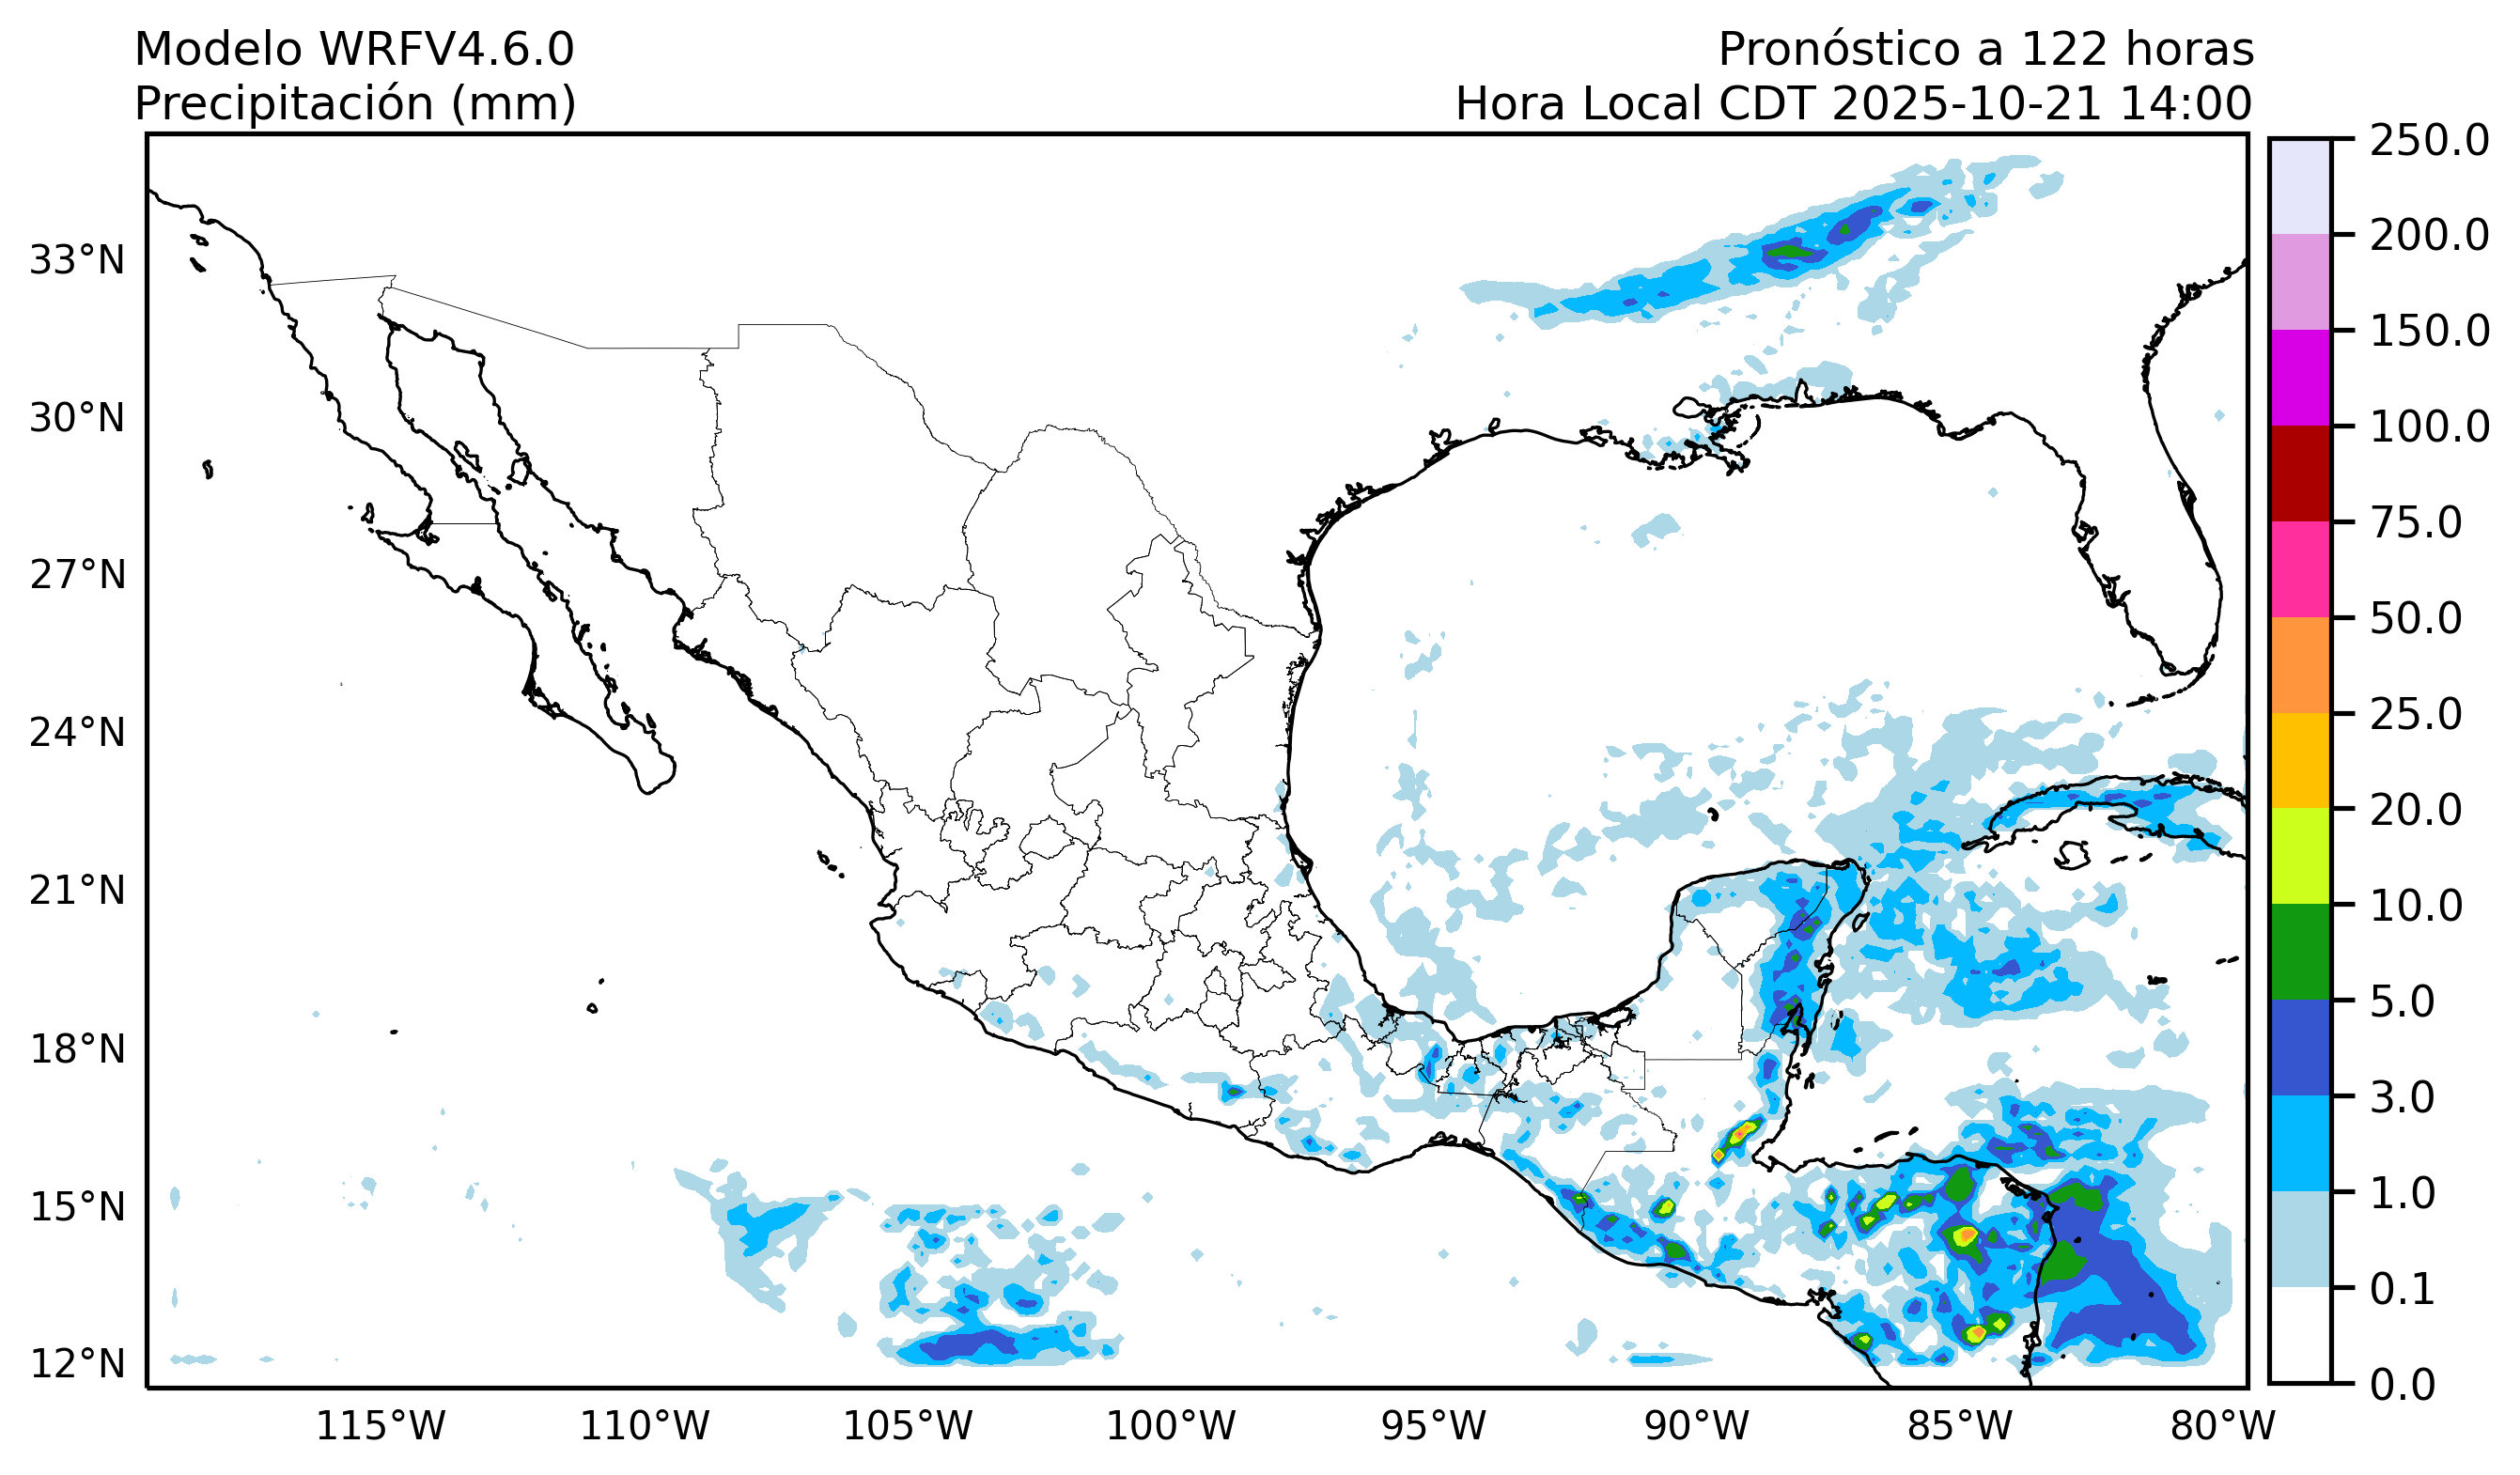 Modelo WRFV4.6.0
Precipitación (mm)
Pronóstico a 122 horas
Hora Local CDT 2025-10-21 14:00
33°N
30°N
27°N
24°N
21°N
18°N
15°N
12°N
115°W
110°W
105°W
100°W
95°W
90°W
85°W
80°W
250.0
200.0
150.0
100.0
75.0
50.0
25.0
20.0
10.0
5.0
3.0
1.0
0.1
0.0